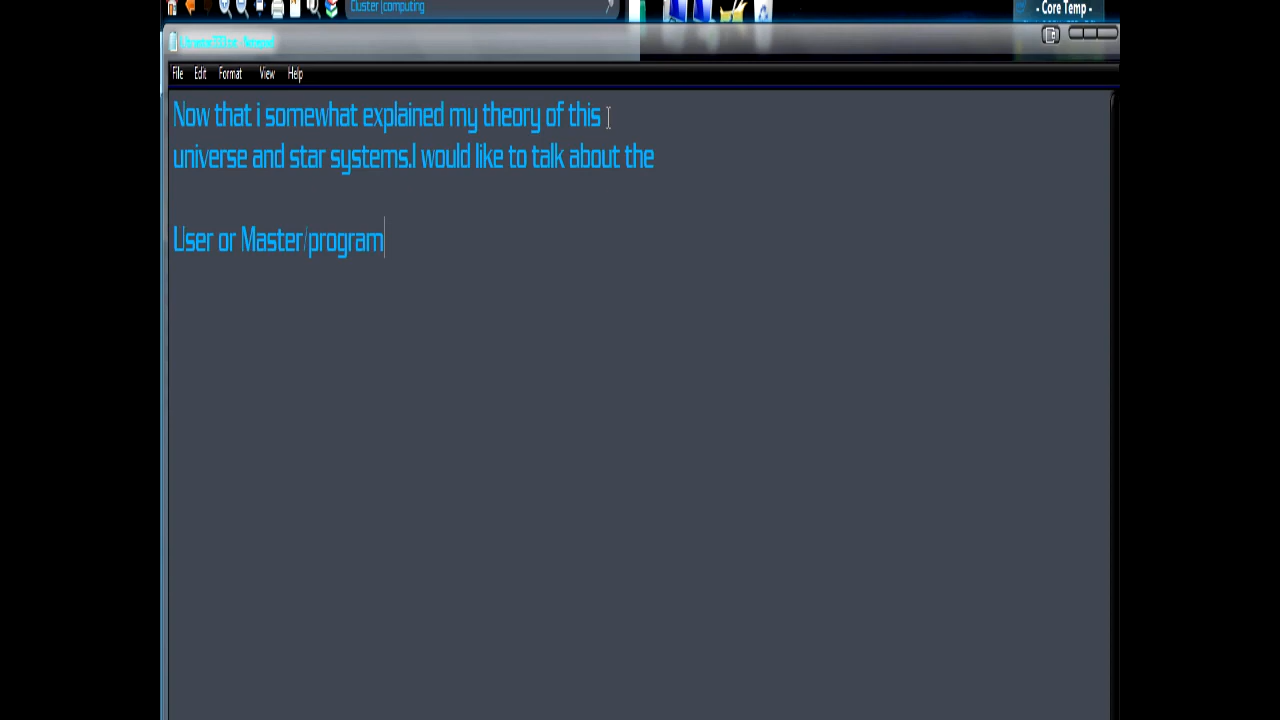 Cluster computing
- Core Temp -
File Edit Format View Help
Now that i somewhat explained my theory of this
universe and star systems.I would like to talk about the
User or Master/program